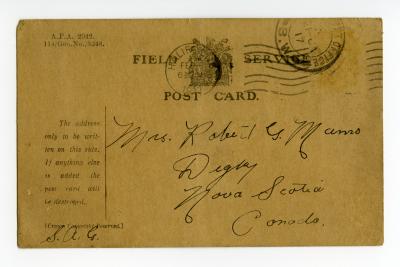 A.F.A. 2042.
114/Gen.No./5248.
FIELD SERVICE
POST CARD.
The address
only to be writ-
ten on this side.
If anything else
is added the
post card will
be destroyed.
[Crown Copyright Reserved.]
S.A.G.
Mrs. Robert G. Munro
Digby
Nova Scotia
Canada.